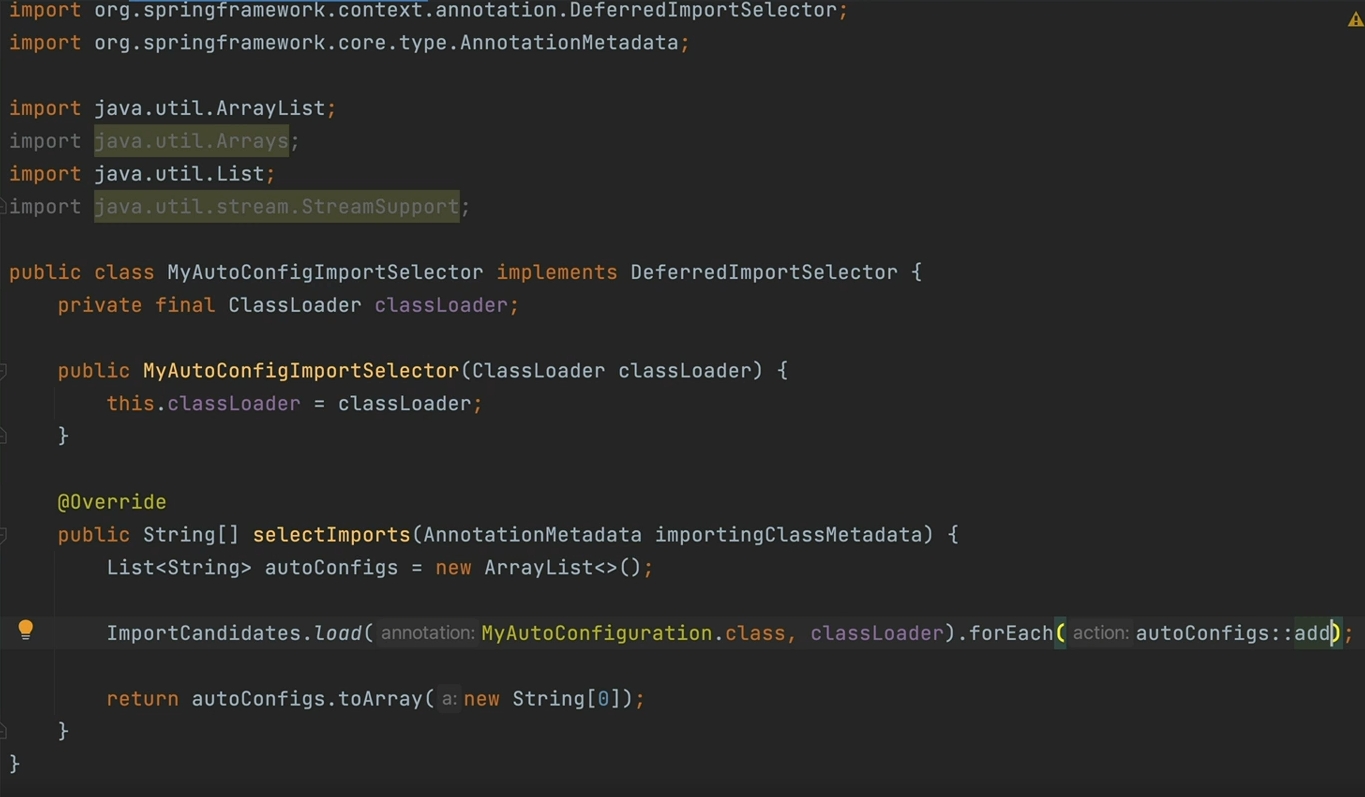 import org.springframework.context.annotation.DeferredImportSelector;
import org.springframework.core.type.AnnotationMetadata;
import java.util.ArrayList;
import java.util.Arrays;
import java.util.List;
import java.util.stream.StreamSupport;
public class MyAutoConfigImportSelector implements DeferredImportSelector {
    private final ClassLoader classLoader;
    public MyAutoConfigImportSelector(ClassLoader classLoader) {
        this.classLoader = classLoader;
    }
    @Override
    public String[] selectImports(AnnotationMetadata importingClassMetadata) {
        List<String> autoConfigs = new ArrayList<>();
        ImportCandidates.load( annotation: MyAutoConfiguration.class, classLoader).forEach( action: autoConfigs::add);
        return autoConfigs.toArray( a: new String[0]);
    }
}